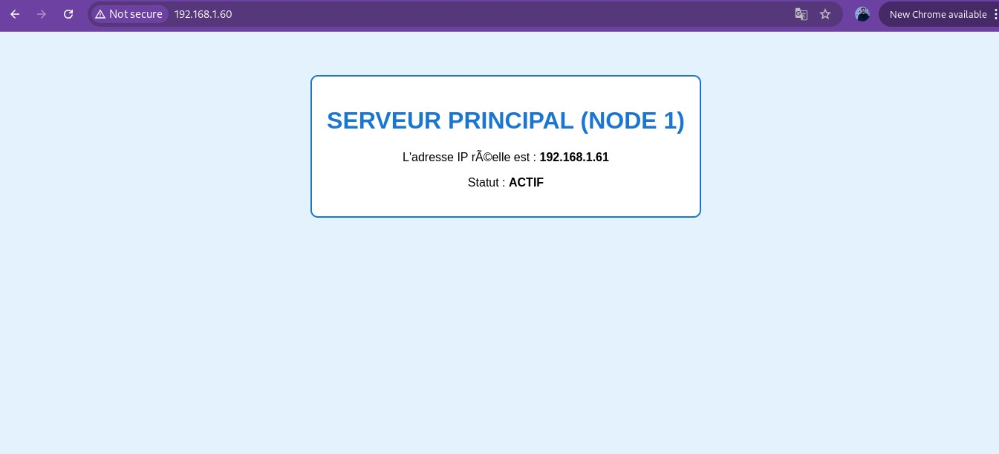 Not secure 192.168.1.60 New Chrome available
SERVEUR PRINCIPAL (NODE 1)
L'adresse IP rÃ©elle est : 192.168.1.61
Statut : ACTIF